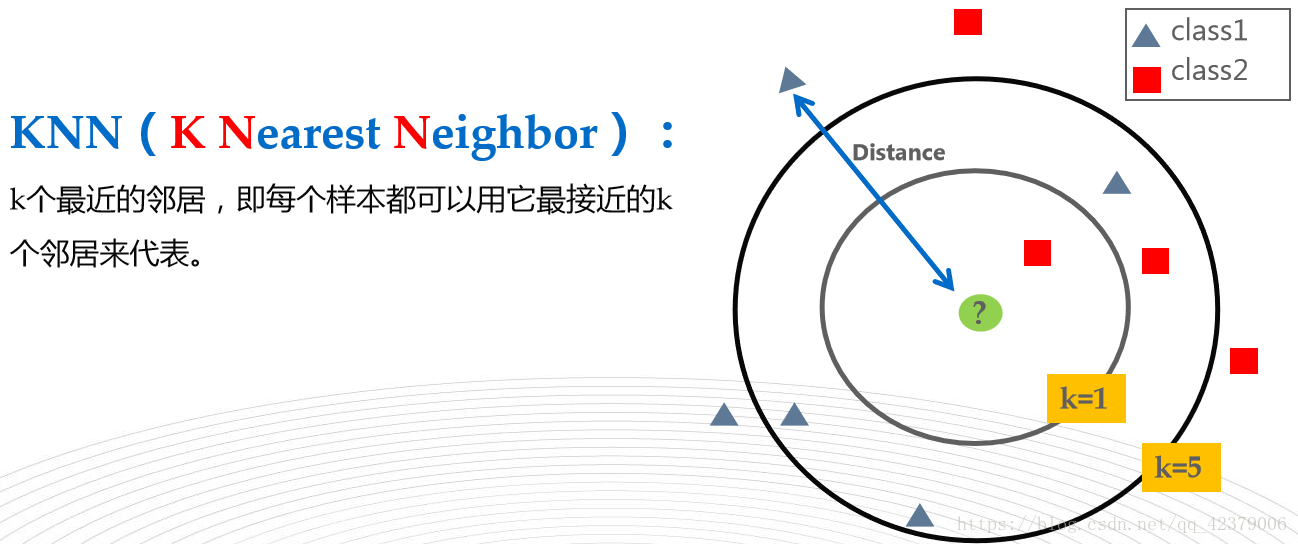 KNN（K Nearest Neighbor）：
k个最近的邻居，即每个样本都可以用它最接近的k
个邻居来代表。
class1
class2
Distance
?
k=1
k=5
https://blog.csdn.net/qq_42379006